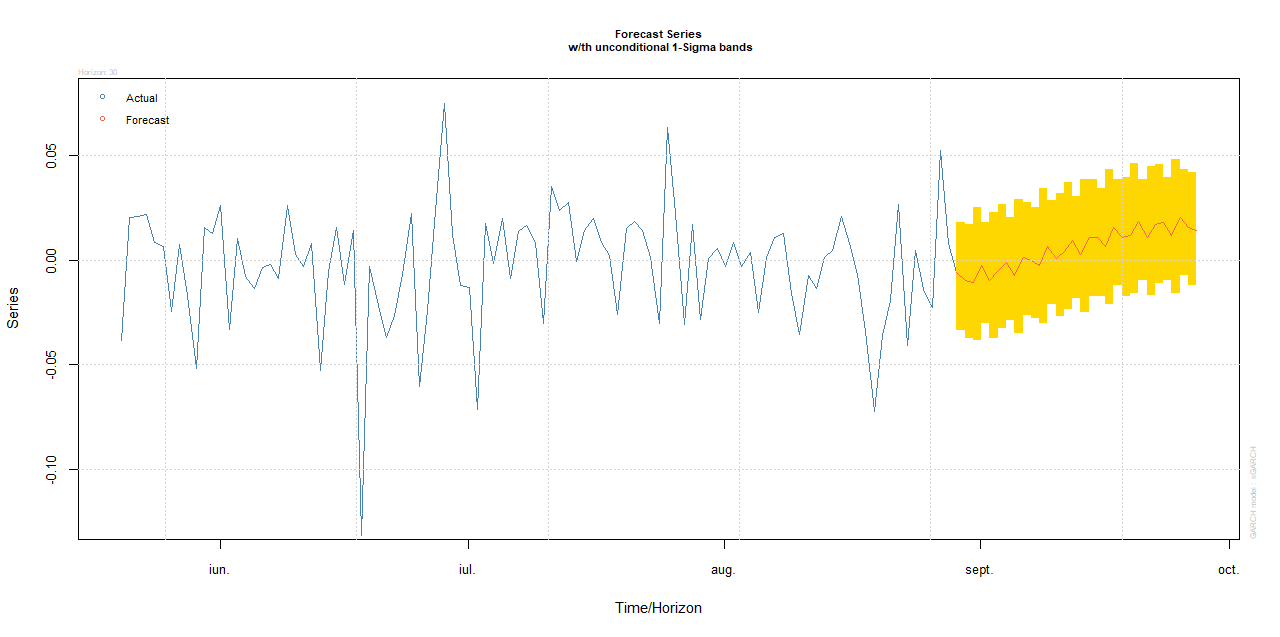 Forecast Series
w/th unconditional 1-Sigma bands
Horizon: 30
Actual
Forecast
0.05
0.00
-0.05
-0.10
Series
iun.
iul.
aug.
sept.
oct.
Time/Horizon
GARCH model : sGARCH